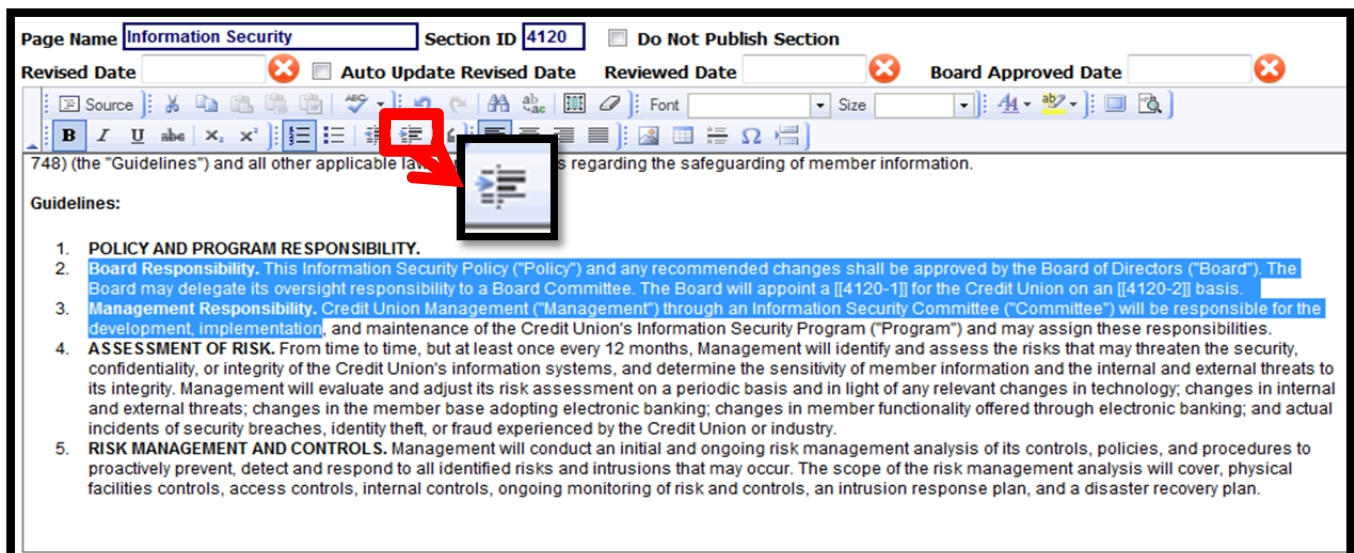 Page Name Information Security Section ID 4120 Do Not Publish Section
Revised Date Auto Update Revised Date Reviewed Date Board Approved Date
Source ABC Font Size
B I U abc X₂ X² Ω
748) (the "Guidelines") and all other applicable s regarding the safeguarding of member information.
Guidelines:
1. POLICY AND PROGRAM RESPONSIBILITY.
2. Board Responsibility. This Information Security Policy ("Policy") and any recommended changes shall be approved by the Board of Directors ("Board"). The
Board may delegate its oversight responsibility to a Board Committee. The Board will appoint a [[4120-1]] for the Credit Union on an [[4120-2]] basis.
3. Management Responsibility. Credit Union Management ("Management") through an Information Security Committee ("Committee") will be responsible for the
development, implementation, and maintenance of the Credit Union's Information Security Program ("Program") and may assign these responsibilities.
4. ASSESSMENT OF RISK. From time to time, but at least once every 12 months, Management will identify and assess the risks that may threaten the security,
confidentiality, or integrity of the Credit Union's information systems, and determine the sensitivity of member information and the internal and external threats to
its integrity. Management will evaluate and adjust its risk assessment on a periodic basis and in light of any relevant changes in technology; changes in internal
and external threats; changes in the member base adopting electronic banking; changes in member functionality offered through electronic banking; and actual
incidents of security breaches, identity theft, or fraud experienced by the Credit Union or industry.
5. RISK MANAGEMENT AND CONTROLS. Management will conduct an initial and ongoing risk management analysis of its controls, policies, and procedures to
proactively prevent, detect and respond to all identified risks and intrusions that may occur. The scope of the risk management analysis will cover, physical
facilities controls, access controls, internal controls, ongoing monitoring of risk and controls, an intrusion response plan, and a disaster recovery plan.